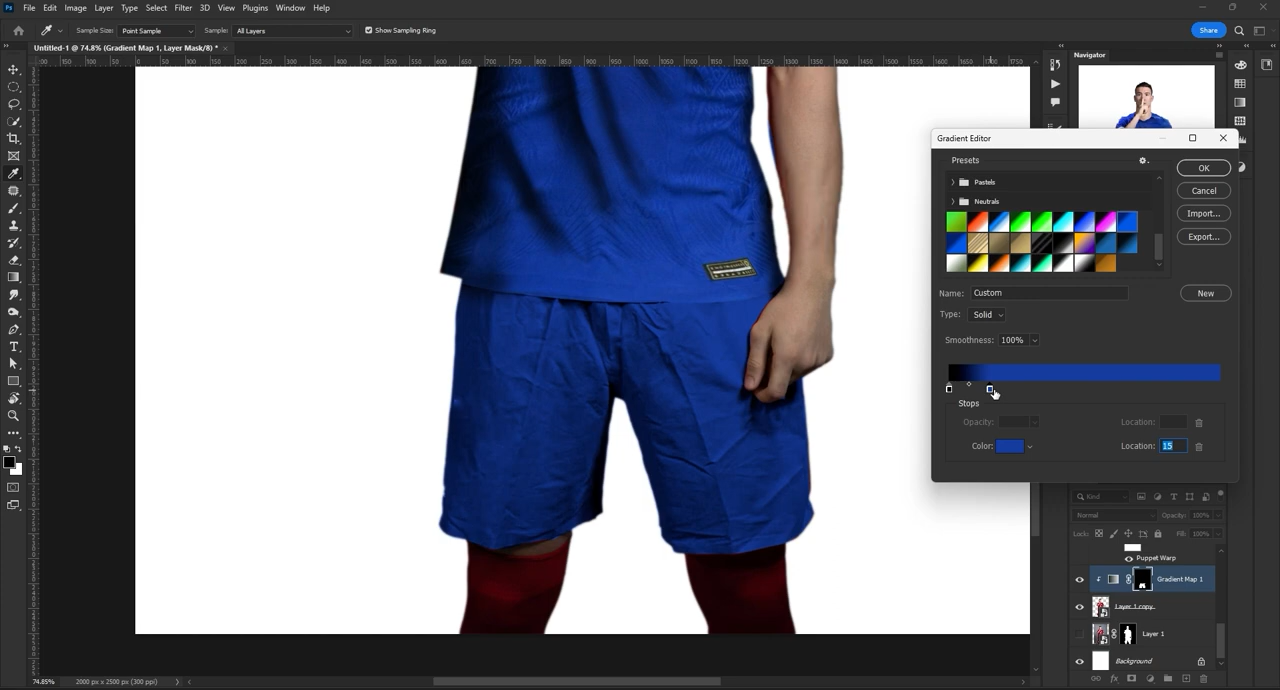 Ps File Edit Image Layer Type Select Filter 3D View Plugins Window Help
Sample Size: Point Sample Sample: All Layers Show Sampling Ring Share
Untitled-1 @ 74.8% (Gradient Map 1, Layer Mask/8) *
Navigator
Gradient Editor
Presets
OK
Pastels
Cancel
Neutrals
Import...
Export...
Name: Custom New
Type: Solid
Smoothness: 100%
Stops
Opacity: Location:
Color: Location: 15
Kind
Normal Opacity: 100%
Lock: Fill: 100%
Puppet Warp
Gradient Map 1
Layer 1 copy
Layer 1
Background
74.85% 2000 px x 2500 px (300 ppi)